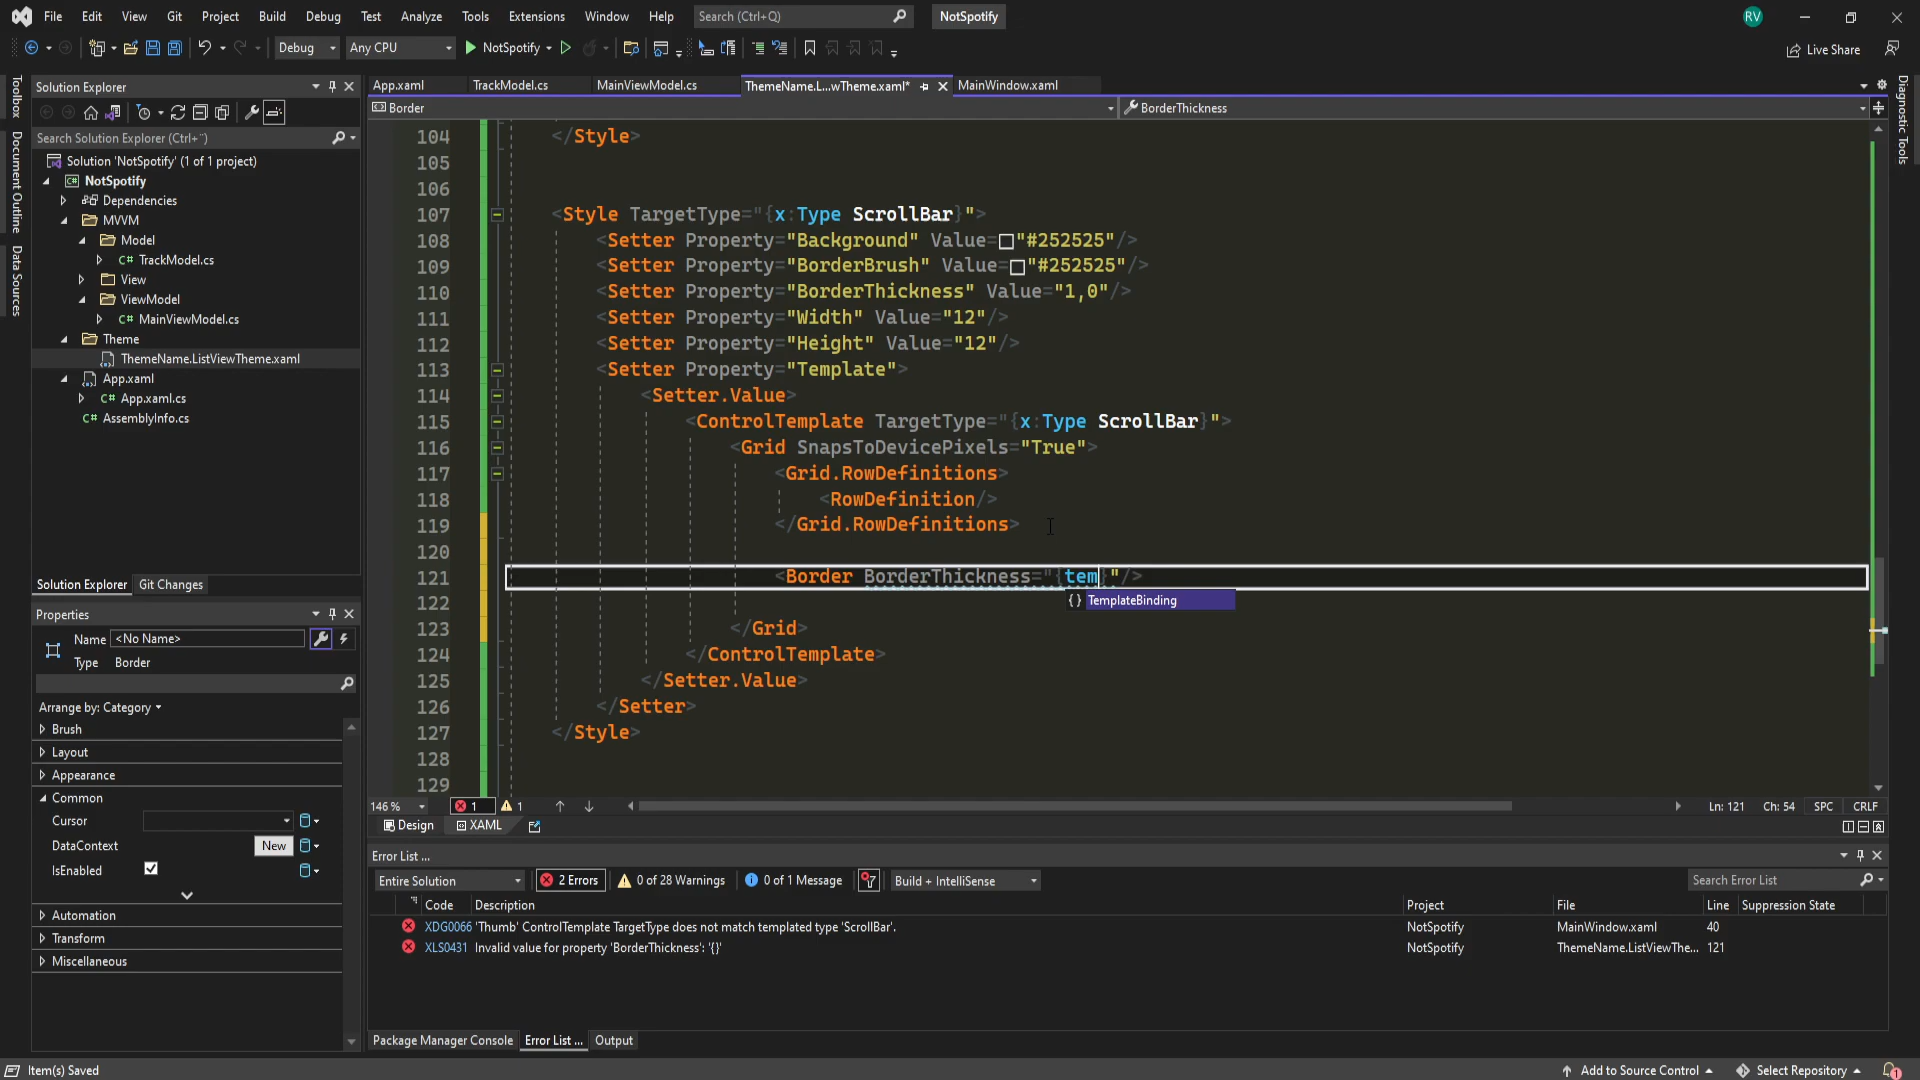 File Edit View Git Project Build Debug Test Analyze Tools Extensions Window Help Search (Ctrl+Q) NotSpotify RV
Debug Any CPU NotSpotify Live Share
Toolbox
Document Outline
Data Sources
Solution Explorer
Search Solution Explorer (Ctrl+¨)
Solution 'NotSpotify' (1 of 1 project)
NotSpotify
Dependencies
MVVM
Model
C# TrackModel.cs
View
ViewModel
C# MainViewModel.cs
Theme
ThemeName.ListViewTheme.xaml
App.xaml
C# App.xaml.cs
C# AssemblyInfo.cs
Solution Explorer Git Changes
Properties
Name <No Name>
Type Border
Arrange by: Category
Brush
Layout
Appearance
Common
Cursor
DataContext New
IsEnabled
Automation
Transform
Miscellaneous
App.xaml TrackModel.cs MainViewModel.cs ThemeName.L...wTheme.xaml* MainWindow.xaml
Border BorderThickness
104 </Style>
105
106
107 <Style TargetType="{x:Type ScrollBar}">
108 <Setter Property="Background" Value="#252525"/>
109 <Setter Property="BorderBrush" Value="#252525"/>
110 <Setter Property="BorderThickness" Value="1,0"/>
111 <Setter Property="Width" Value="12"/>
112 <Setter Property="Height" Value="12"/>
113 <Setter Property="Template">
114 <Setter.Value>
115 <ControlTemplate TargetType="{x:Type ScrollBar}">
116 <Grid SnapsToDevicePixels="True">
117 <Grid.RowDefinitions>
118 <RowDefinition/>
119 </Grid.RowDefinitions>
120
121 <Border BorderThickness="{tem}"/>
{} TemplateBinding
122
123 </Grid>
124 </ControlTemplate>
125 </Setter.Value>
126 </Setter>
127 </Style>
128
129
146 % 1 1 Ln: 121 Ch: 54 SPC CRLF
Design XAML
Error List ...
Entire Solution 2 Errors 0 of 28 Warnings 0 of 1 Message Build + IntelliSense Search Error List
Code Description Project File Line Suppression State
XDG0066 'Thumb' ControlTemplate TargetType does not match templated type 'ScrollBar'. NotSpotify MainWindow.xaml 40
XLS0431 Invalid value for property 'BorderThickness': '{}' NotSpotify ThemeName.ListViewThe... 121
Package Manager Console Error List ... Output
Diagnostic Tools
Item(s) Saved Add to Source Control Select Repository 1